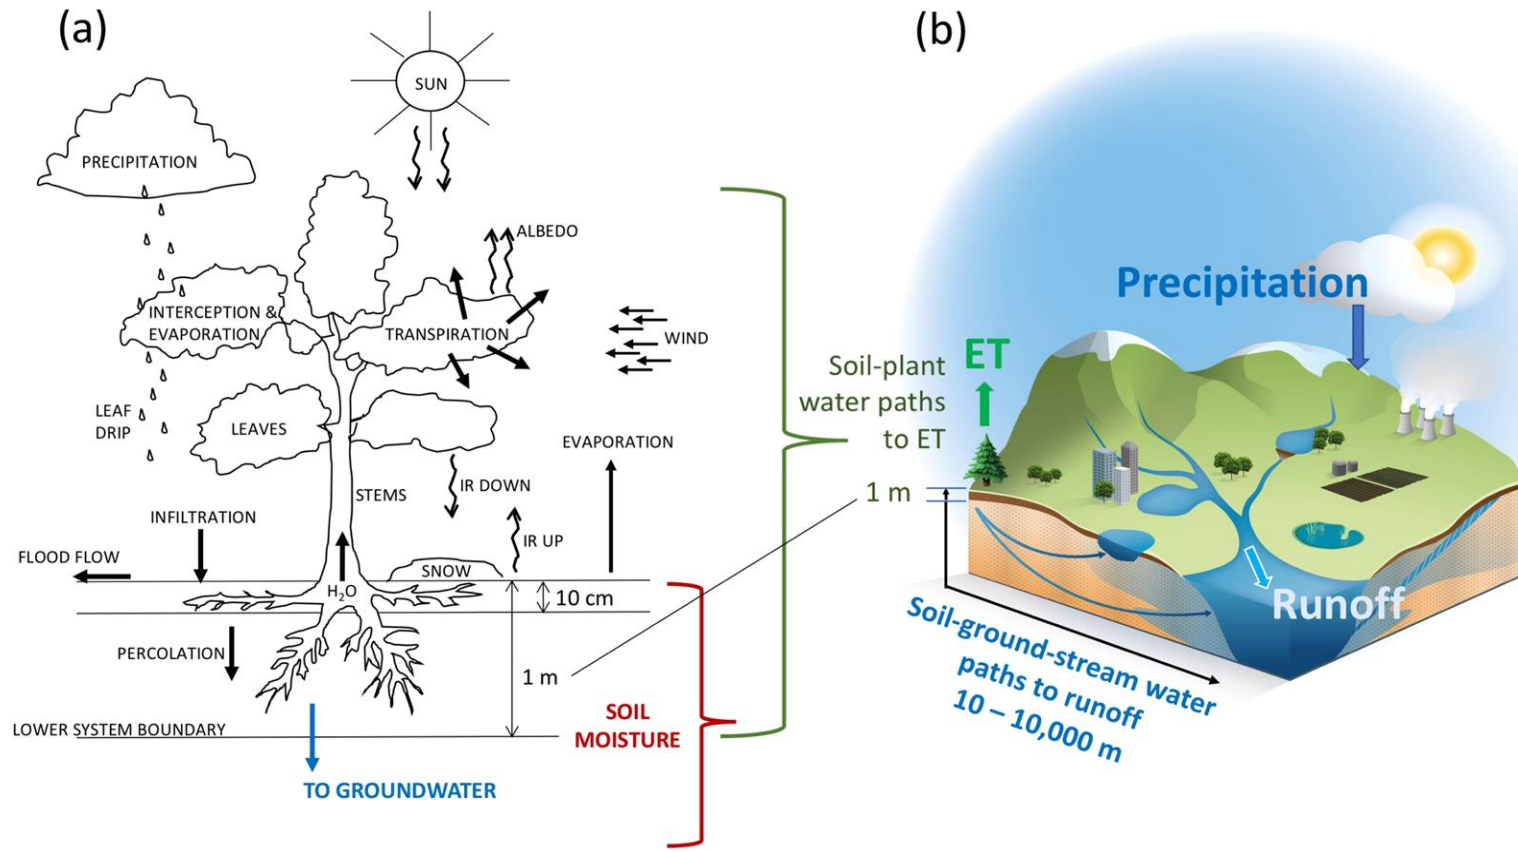 (a)
SUN
PRECIPITATION
ALBEDO
INTERCEPTION &
EVAPORATION
TRANSPIRATION
WIND
LEAF
DRIP
LEAVES
EVAPORATION
STEMS
IR DOWN
INFILTRATION
IR UP
FLOOD FLOW
SNOW
H₂O
10 cm
PERCOLATION
1 m
SOIL
MOISTURE
LOWER SYSTEM BOUNDARY
TO GROUNDWATER
(b)
Precipitation
ET
Soil-plant
water paths
to ET
1 m
Runoff
Soil-ground-stream water
paths to runoff
10 – 10,000 m